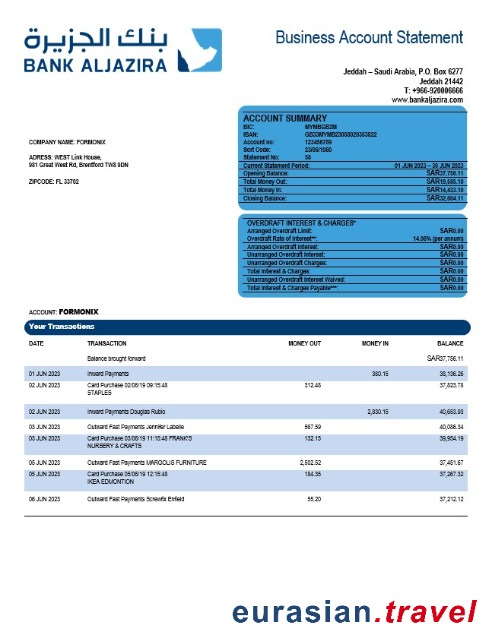 بنك الجزيرة
BANK ALJAZIRA
Business Account Statement
Jeddah – Saudi Arabia, P.O. Box 6277
Jeddah 21442
T: +966-920006666
www.bankaljazira.com
COMPANY NAME: FORMONIX
ADRESS: WEST Link House,
981 Great West Rd, Brentford TW8 9DN
ZIPCODE: FL 33702
ACCOUNT SUMMARY
BIC: MYMBGB2M
IBAN: GB33MYMB23058020353022
Account no: 123456789
Sort Code: 23/05/1580
Statement No: 58
Current Statement Period: 01 JUN 2023 – 30 JUN 2023
Opening Balance: SAR37,756.11
Total Money Out:
Total Money In: SAR14,433.10
Closing Balance: SAR32,604.11
OVERDRAFT INTEREST & CHARGES*
Arranged Overdraft Limit: SAR0.00
Overdraft Rate of Interest**: 14.06% (per annum)
Arranged Overdraft Interest: SAR0.00
Unarranged Overdraft Interest: SAR0.00
Unarranged Overdraft Charges: SAR0.00
Total Interest & Charges: SAR0.00
Unarranged Overdraft Interest Waived: SAR0.00
Total Interest & Charges Payable***: SAR0.00
ACCOUNT: FORMONIX
Your Transactions
DATE TRANSACTION MONEY OUT MONEY IN BALANCE
Balance brought forward SAR37,756.11
01 JUN 2023 Inward Payments 380.15 38,136.26
02 JUN 2023 Card Purchase 02/06/19 09:15:48 312.48 37,823.78
STAPLES
02 JUN 2023 Inward Payments Douglas Rubio 2,830.15 40,653.93
03 JUN 2023 Outward Fast Payments Jennifer Labelle 567.59 40,086.34
03 JUN 2023 Card Purchase 03/06/19 11:15:48 FRANK'S 132.15 39,954.19
NURSERY & CRAFTS
05 JUN 2023 Outward Fast Payments MARGOLIS FURNITURE 2,502.52 37,451.67
05 JUN 2023 Card Purchase 05/06/19 12:15:48 184.35 37,267.32
IKEA EDMONTION
06 JUN 2023 Outward Fast Payments Screwfix Enfield 55.20 37,212.12
eurasian.travel